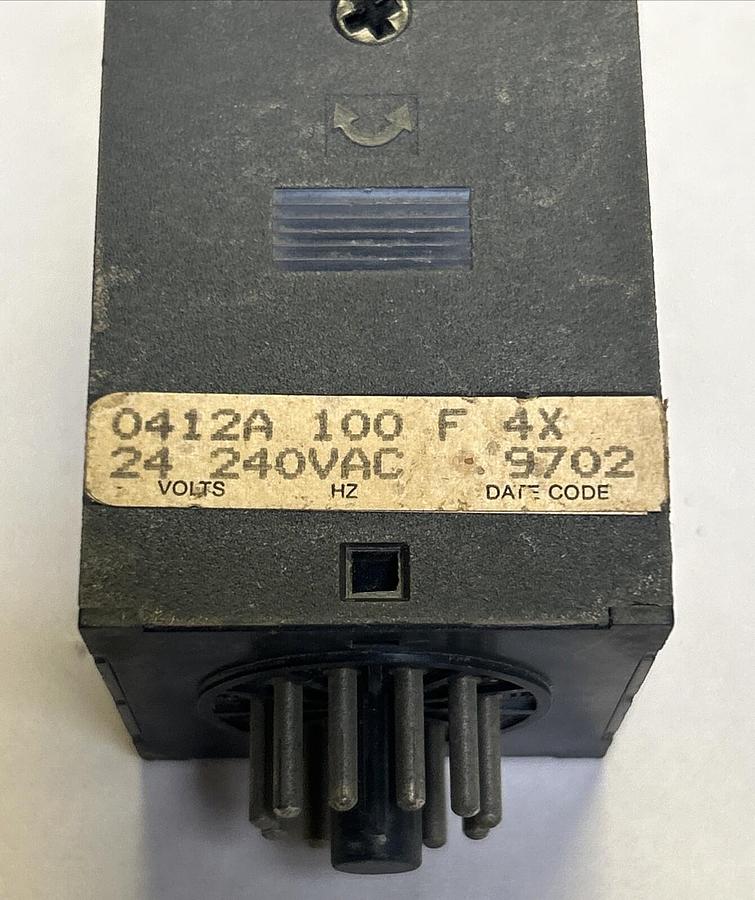 0412A 100 F 4X
24 240VAC 9702
VOLTS HZ DATE CODE